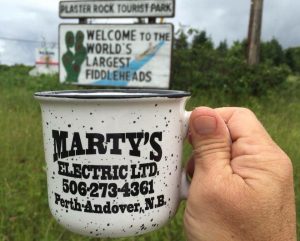 PLASTER ROCK TOURIST PARK
WELCOME TO THE
WORLD'S
LARGEST
FIDDLEHEADS
MARTY'S
ELECTRIC LTD.
506-273-4361
Perth-Andover, N.B.